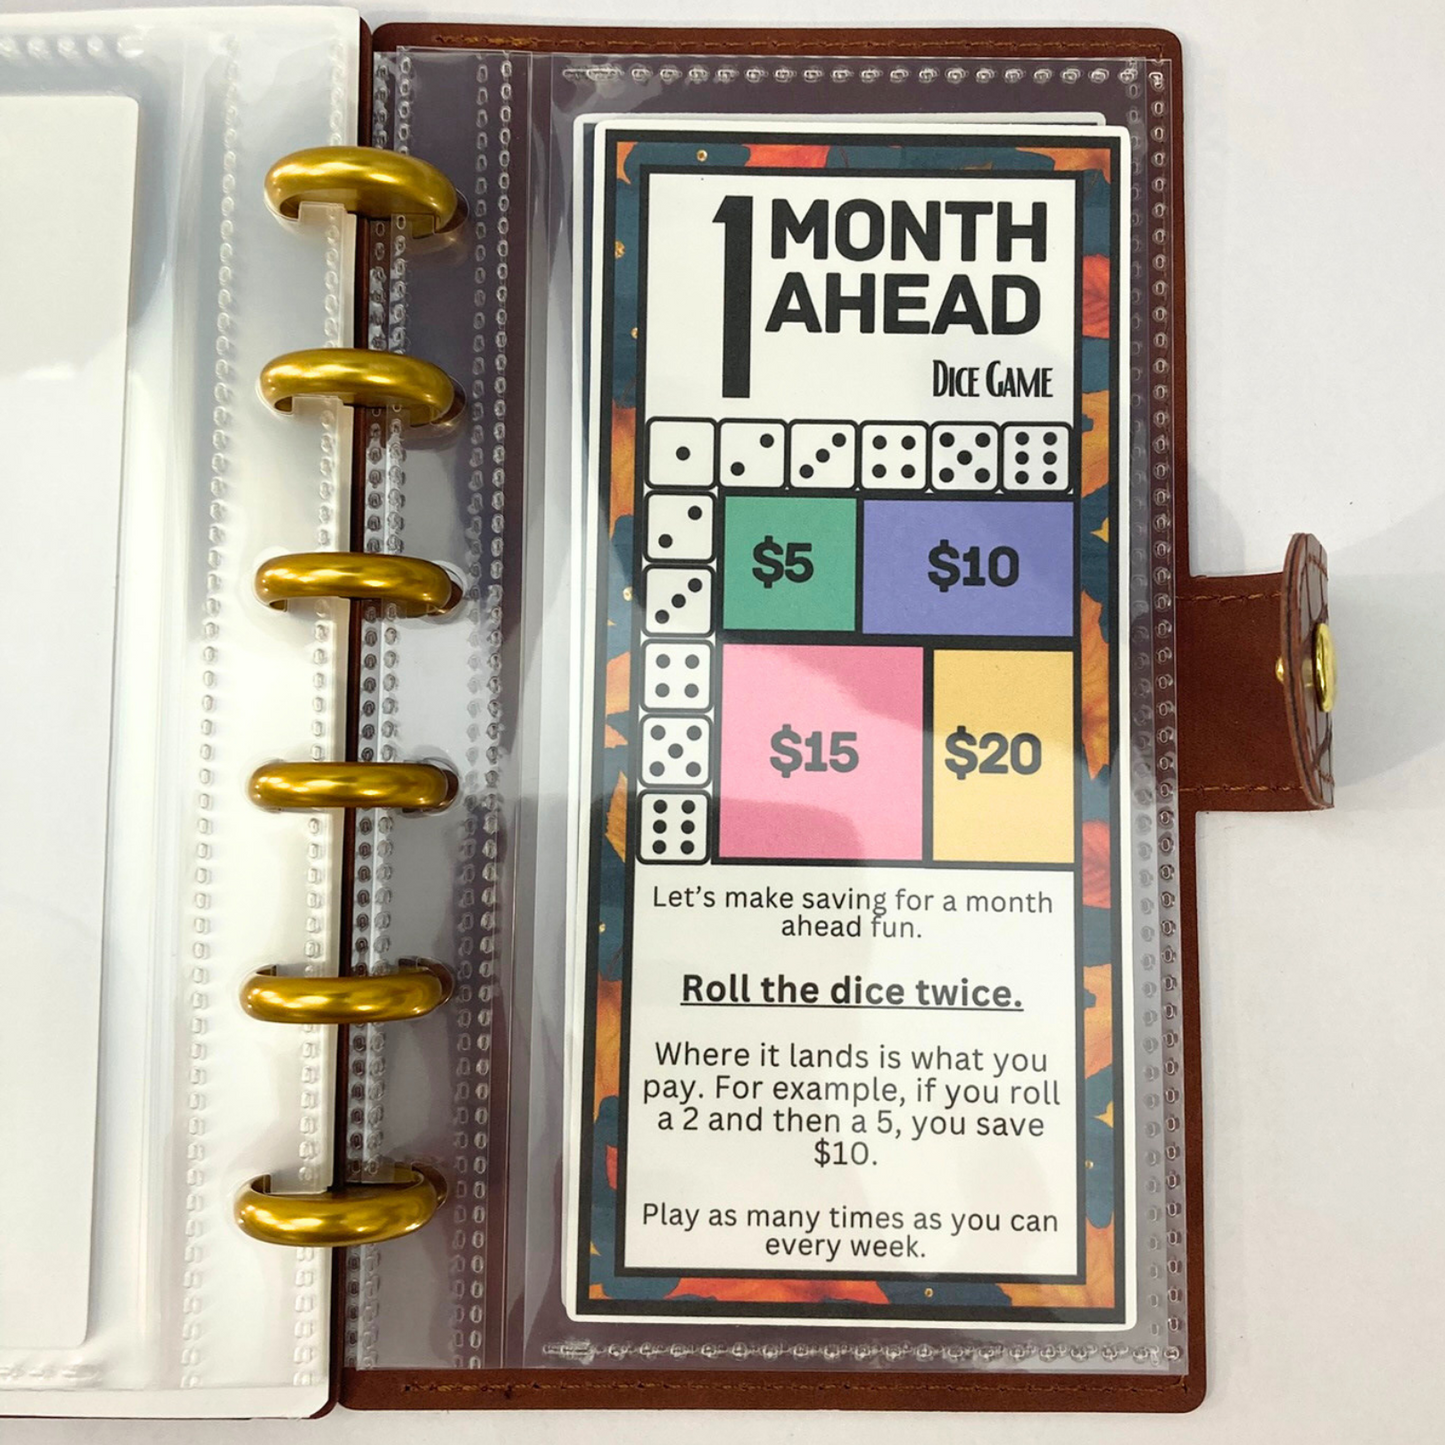 1 MONTH
AHEAD
DICE GAME
$5 $10
$15 $20
Let's make saving for a month
ahead fun.
Roll the dice twice.
Where it lands is what you
pay. For example, if you roll
a 2 and then a 5, you save
$10.
Play as many times as you can
every week.